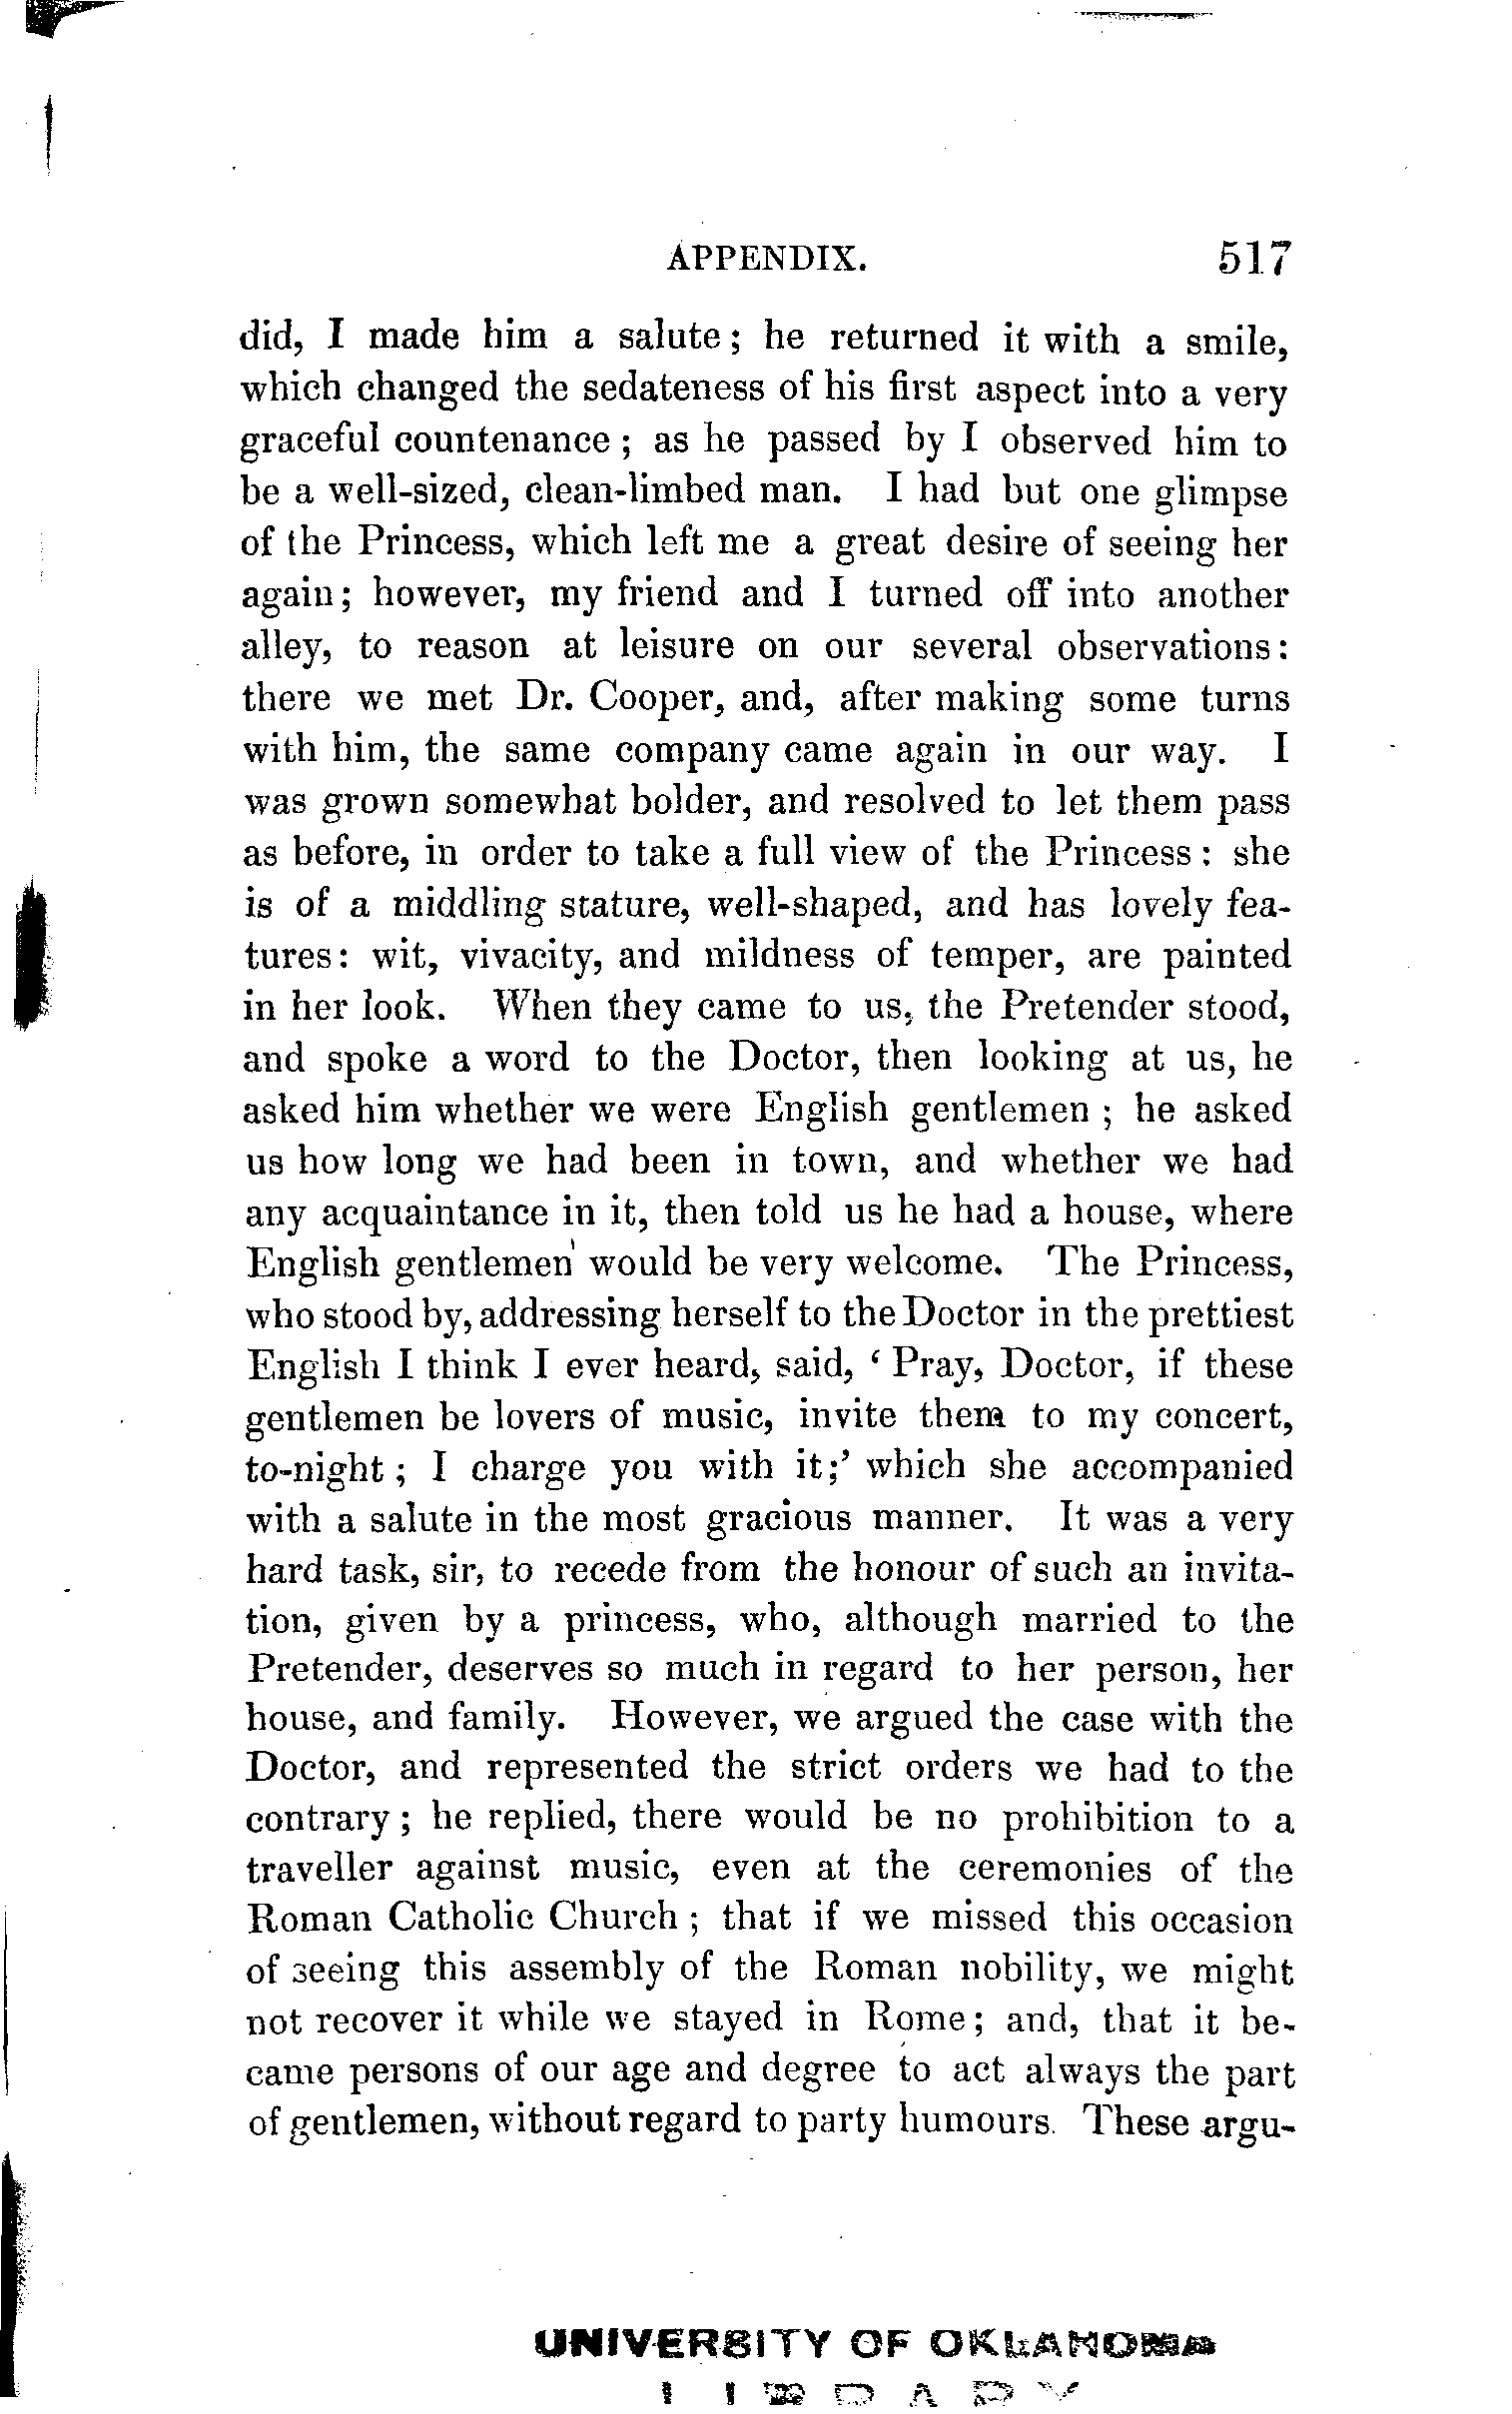 APPENDIX. 517
did, I made him a salute; he returned it with a smile,
which changed the sedateness of his first aspect into a very
graceful countenance; as he passed by I observed him to
be a well-sized, clean-limbed man. I had but one glimpse
of the Princess, which left me a great desire of seeing her
again; however, my friend and I turned off into another
alley, to reason at leisure on our several observations:
there we met Dr. Cooper, and, after making some turns
with him, the same company came again in our way. I
was grown somewhat bolder, and resolved to let them pass
as before, in order to take a full view of the Princess: she
is of a middling stature, well-shaped, and has lovely fea-
tures: wit, vivacity, and mildness of temper, are painted
in her look. When they came to us, the Pretender stood,
and spoke a word to the Doctor, then looking at us, he
asked him whether we were English gentlemen; he asked
us how long we had been in town, and whether we had
any acquaintance in it, then told us he had a house, where
English gentlemen would be very welcome. The Princess,
who stood by, addressing herself to the Doctor in the prettiest
English I think I ever heard, said, ‘Pray, Doctor, if these
gentlemen be lovers of music, invite them to my concert,
to-night; I charge you with it;’ which she accompanied
with a salute in the most gracious manner. It was a very
hard task, sir, to recede from the honour of such an invita-
tion, given by a princess, who, although married to the
Pretender, deserves so much in regard to her person, her
house, and family. However, we argued the case with the
Doctor, and represented the strict orders we had to the
contrary; he replied, there would be no prohibition to a
traveller against music, even at the ceremonies of the
Roman Catholic Church; that if we missed this occasion
of seeing this assembly of the Roman nobility, we might
not recover it while we stayed in Rome; and, that it be-
came persons of our age and degree to act always the part
of gentlemen, without regard to party humours. These argu-
UNIVERSITY OF OKLAHOMA
LIBRARY